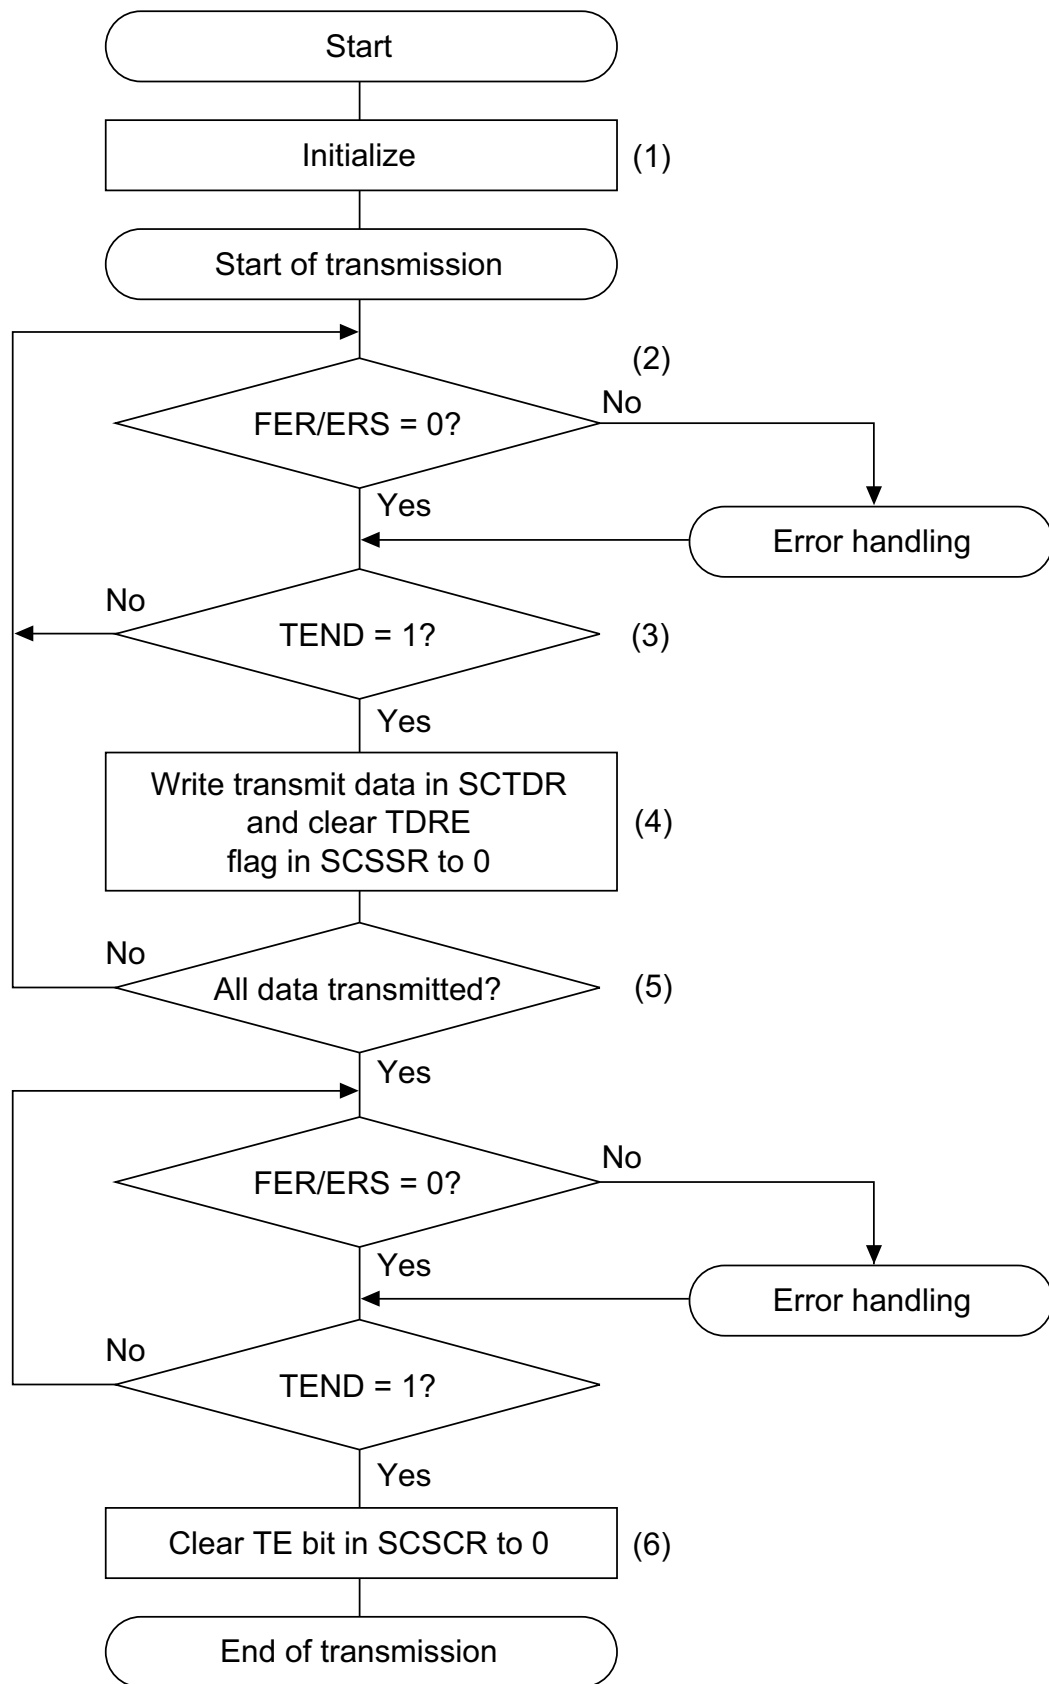 Start
Initialize
(1)
Start of transmission
(2)
FER/ERS = 0?
No
Yes
Error handling
No
TEND = 1?
(3)
Yes
Write transmit data in SCTDR
and clear TDRE
flag in SCSSR to 0
(4)
No
All data transmitted?
(5)
Yes
FER/ERS = 0?
No
Yes
Error handling
No
TEND = 1?
Yes
Clear TE bit in SCSCR to 0
(6)
End of transmission